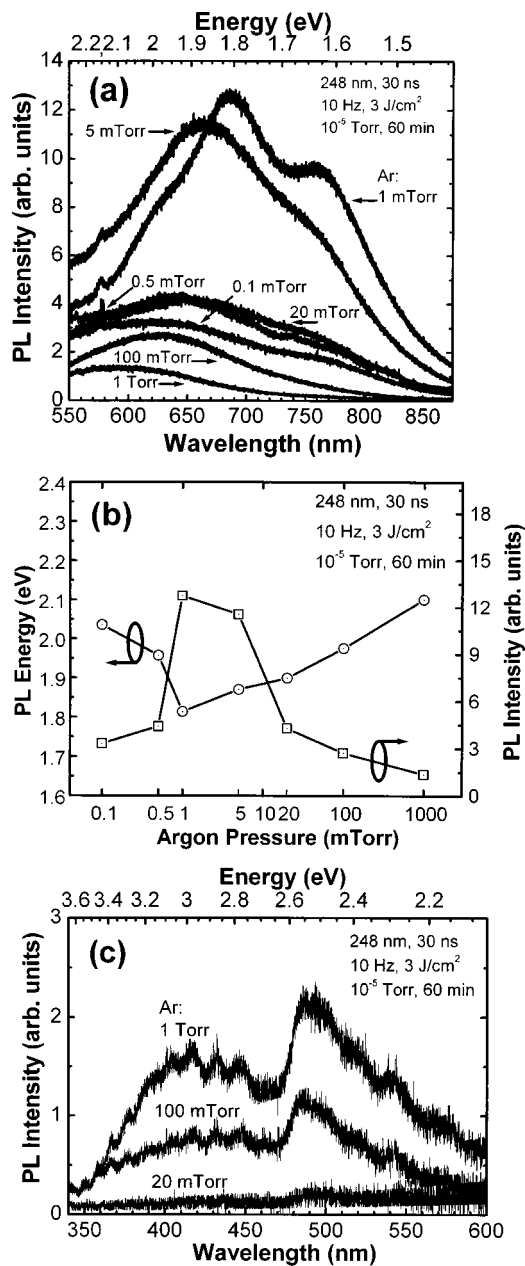 Energy (eV)
2.2 2.1 2 1.9 1.8 1.7 1.6 1.5
14
12
10
8
6
4
2
0
PL Intensity (arb. units)
(a)
248 nm, 30 ns
10 Hz, 3 J/cm²
10⁻⁵ Torr, 60 min
5 mTorr
Ar:
1 mTorr
0.5 mTorr
0.1 mTorr
20 mTorr
100 mTorr
1 Torr
550 600 650 700 750 800 850
Wavelength (nm)
2.4
2.3
2.2
2.1
2.0
1.9
1.8
1.7
1.6
PL Energy (eV)
(b)
248 nm, 30 ns
10 Hz, 3 J/cm²
10⁻⁵ Torr, 60 min
18
15
12
9
6
3
0
PL Intensity (arb. units)
0.1 0.5 1 5 10 20 100 1000
Argon Pressure (mTorr)
Energy (eV)
3.6 3.4 3.2 3 2.8 2.6 2.4 2.2
3
2
1
0
PL Intensity (arb. units)
(c)
248 nm, 30 ns
10 Hz, 3 J/cm²
10⁻⁵ Torr, 60 min
Ar:
1 Torr
100 mTorr
20 mTorr
350 400 450 500 550 600
Wavelength (nm)